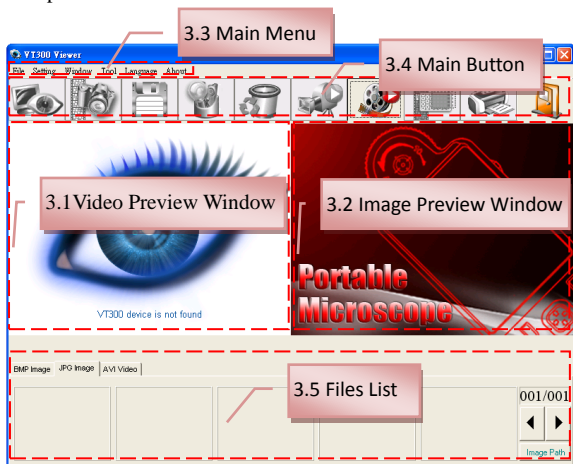 3.3 Main Menu
VT300 Viewer
File Setting Window Tool Language About
3.4 Main Button
3.1Video Preview Window
3.2 Image Preview Window
Portable
Microscope
VT300 device is not found
BMP Image JPG Image AVI Video
3.5 Files List
001/001
Image Path